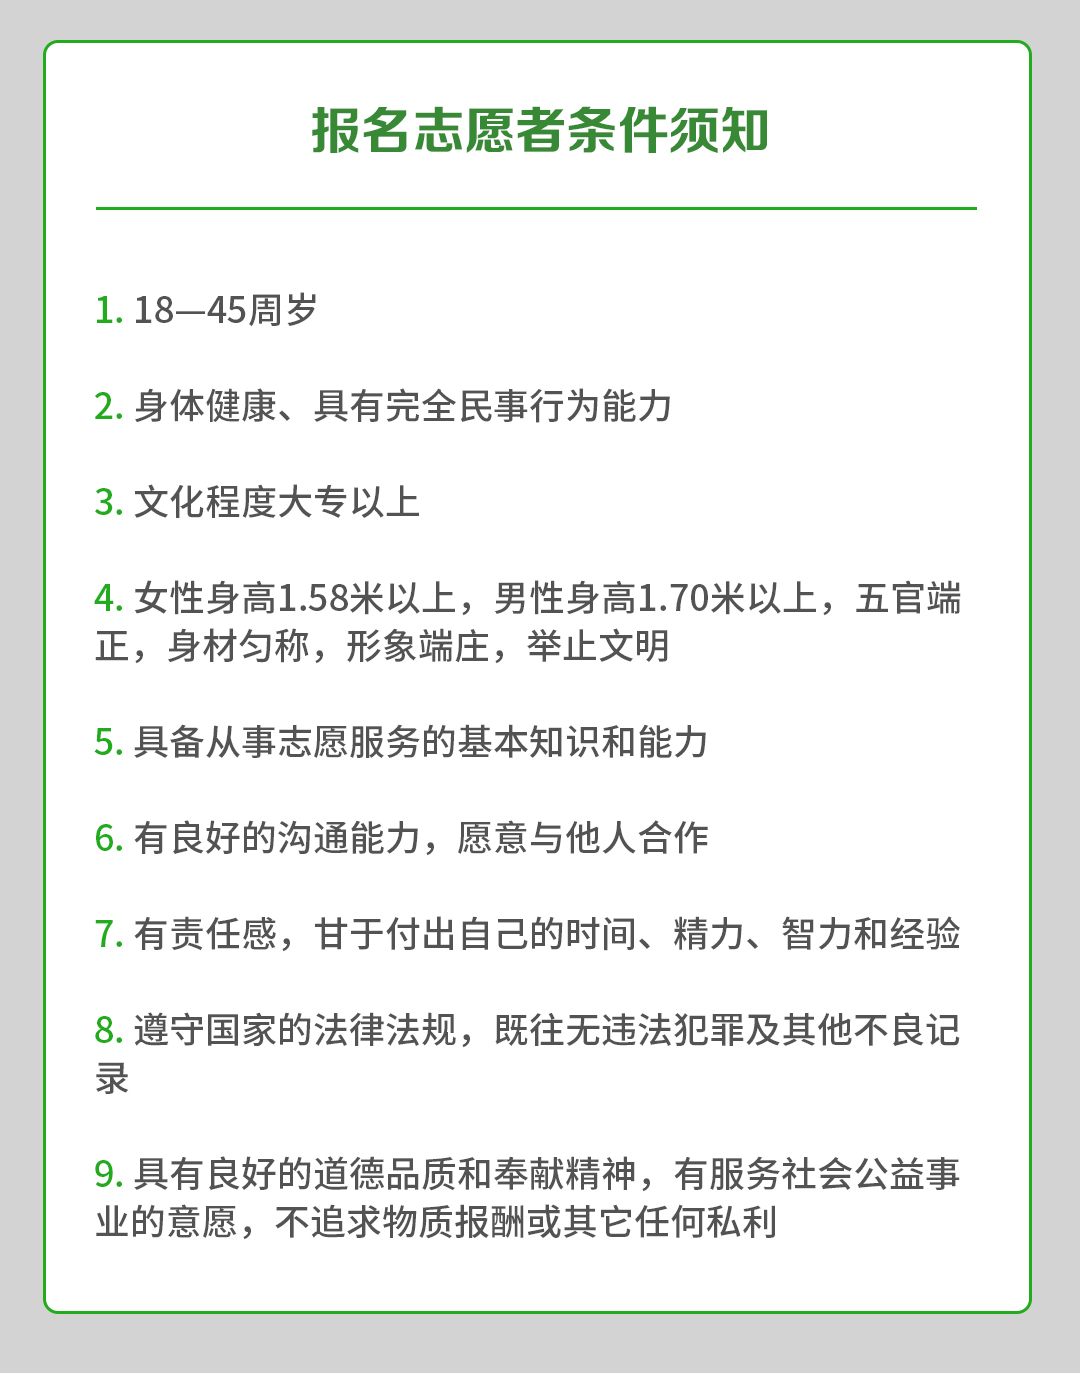 报名志愿者条件须知
1. 18—45周岁
2. 身体健康、具有完全民事行为能力
3. 文化程度大专以上
4. 女性身高1.58米以上，男性身高1.70米以上，五官端
正，身材匀称，形象端庄，举止文明
5. 具备从事志愿服务的基本知识和能力
6. 有良好的沟通能力，愿意与他人合作
7. 有责任感，甘于付出自己的时间、精力、智力和经验
8. 遵守国家的法律法规，既往无违法犯罪及其他不良记
录
9. 具有良好的道德品质和奉献精神，有服务社会公益事
业的意愿，不追求物质报酬或其它任何私利